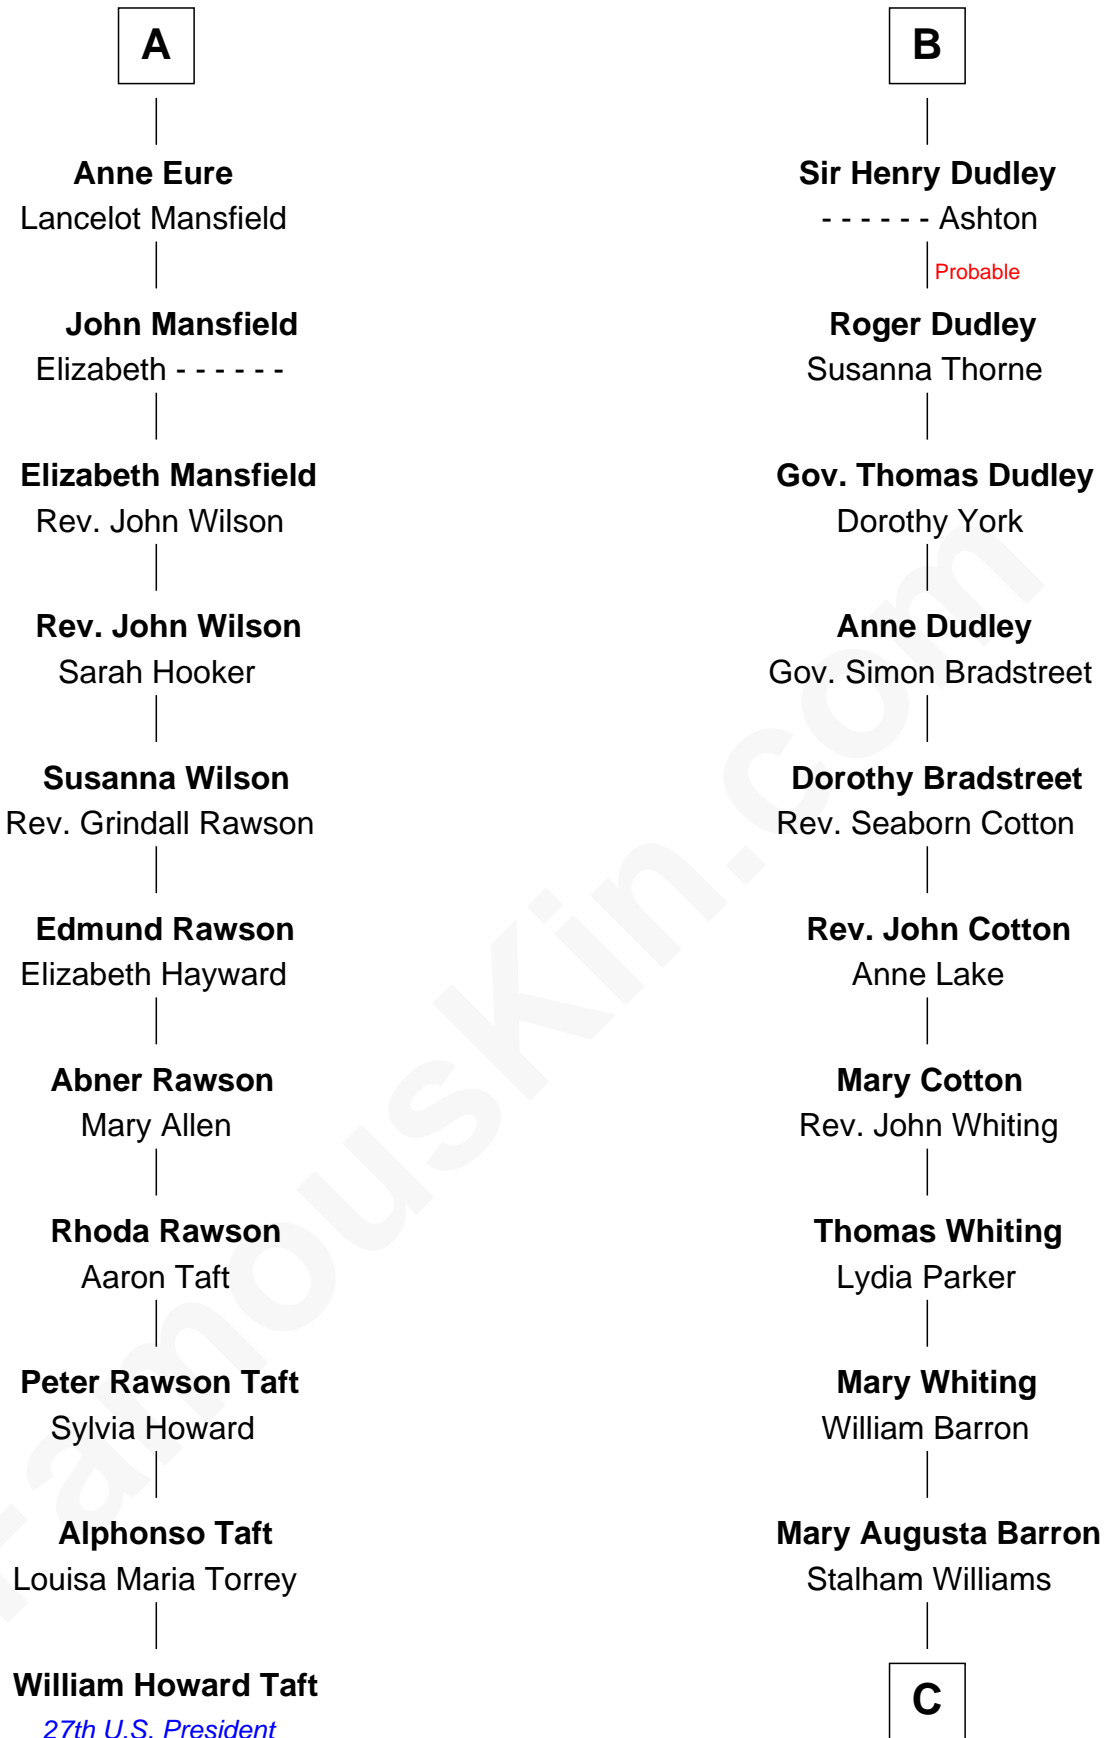 A
Anne Eure
Lancelot Mansfield
John Mansfield
Elizabeth - - - - - -
Elizabeth Mansfield
Rev. John Wilson
Rev. John Wilson
Sarah Hooker
Susanna Wilson
Rev. Grindall Rawson
Edmund Rawson
Elizabeth Hayward
Abner Rawson
Mary Allen
Rhoda Rawson
Aaron Taft
Peter Rawson Taft
Sylvia Howard
Alphonso Taft
Louisa Maria Torrey
William Howard Taft
27th U.S. President
B
Sir Henry Dudley
- - - - - - Ashton
Probable
Roger Dudley
Susanna Thorne
Gov. Thomas Dudley
Dorothy York
Anne Dudley
Gov. Simon Bradstreet
Dorothy Bradstreet
Rev. Seaborn Cotton
Rev. John Cotton
Anne Lake
Mary Cotton
Rev. John Whiting
Thomas Whiting
Lydia Parker
Mary Whiting
William Barron
Mary Augusta Barron
Stalham Williams
C
FamousKin.com